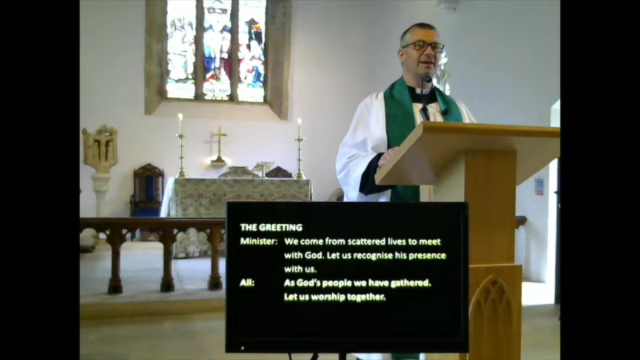 THE GREETING
Minister: We come from scattered lives to meet
with God. Let us recognise his presence
with us.
All: As God's people we have gathered.
Let us worship together.